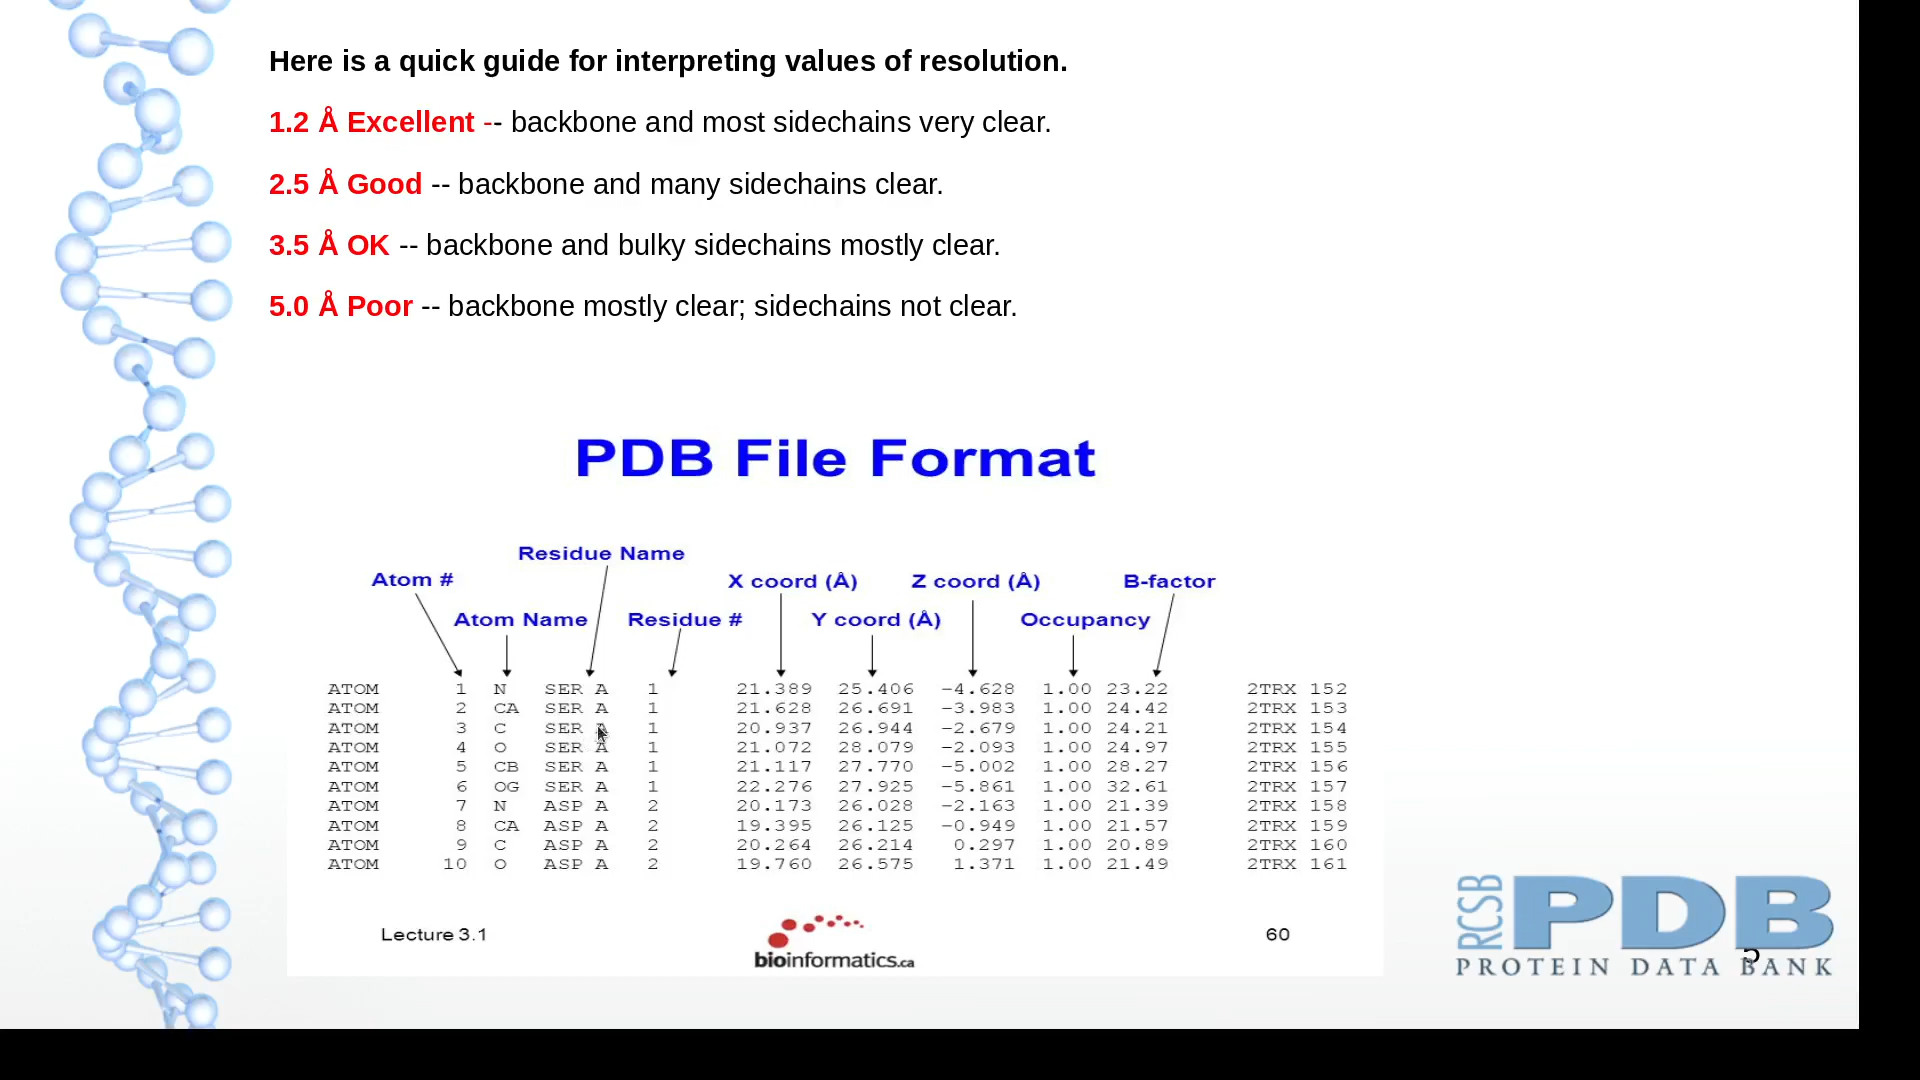 Here is a quick guide for interpreting values of resolution.
1.2 Å Excellent -- backbone and most sidechains very clear.
2.5 Å Good -- backbone and many sidechains clear.
3.5 Å OK -- backbone and bulky sidechains mostly clear.
5.0 Å Poor -- backbone mostly clear; sidechains not clear.
PDB File Format
Residue Name
Atom # X coord (Å) Z coord (Å) B-factor
Atom Name Residue # Y coord (Å) Occupancy
ATOM 1 N SER A 1 21.389 25.406 -4.628 1.00 23.22 2TRX 152
ATOM 2 CA SER A 1 21.628 26.691 -3.983 1.00 24.42 2TRX 153
ATOM 3 C SER A 1 20.937 26.944 -2.679 1.00 24.21 2TRX 154
ATOM 4 O SER A 1 21.072 28.079 -2.093 1.00 24.97 2TRX 155
ATOM 5 CB SER A 1 21.117 27.770 -5.002 1.00 28.27 2TRX 156
ATOM 6 OG SER A 1 22.276 27.925 -5.861 1.00 32.61 2TRX 157
ATOM 7 N ASP A 2 20.173 26.028 -2.163 1.00 21.39 2TRX 158
ATOM 8 CA ASP A 2 19.395 26.125 -0.949 1.00 21.57 2TRX 159
ATOM 9 C ASP A 2 20.264 26.214 0.297 1.00 20.89 2TRX 160
ATOM 10 O ASP A 2 19.760 26.575 1.371 1.00 21.49 2TRX 161
Lecture 3.1
bioinformatics.ca
60
RCSB
PDB
PROTEIN DATA BANK
5